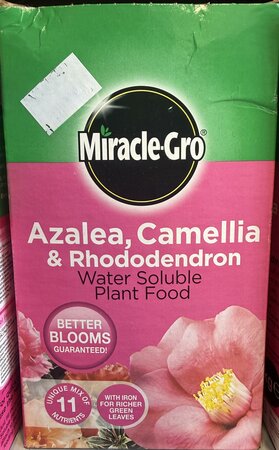 Miracle-Gro®
Azalea, Camellia
& Rhododendron
Water Soluble
Plant Food
BETTER
BLOOMS
GUARANTEED!
UNIQUE MIX OF
11
NUTRIENTS
WITH IRON
FOR RICHER
GREEN
LEAVES